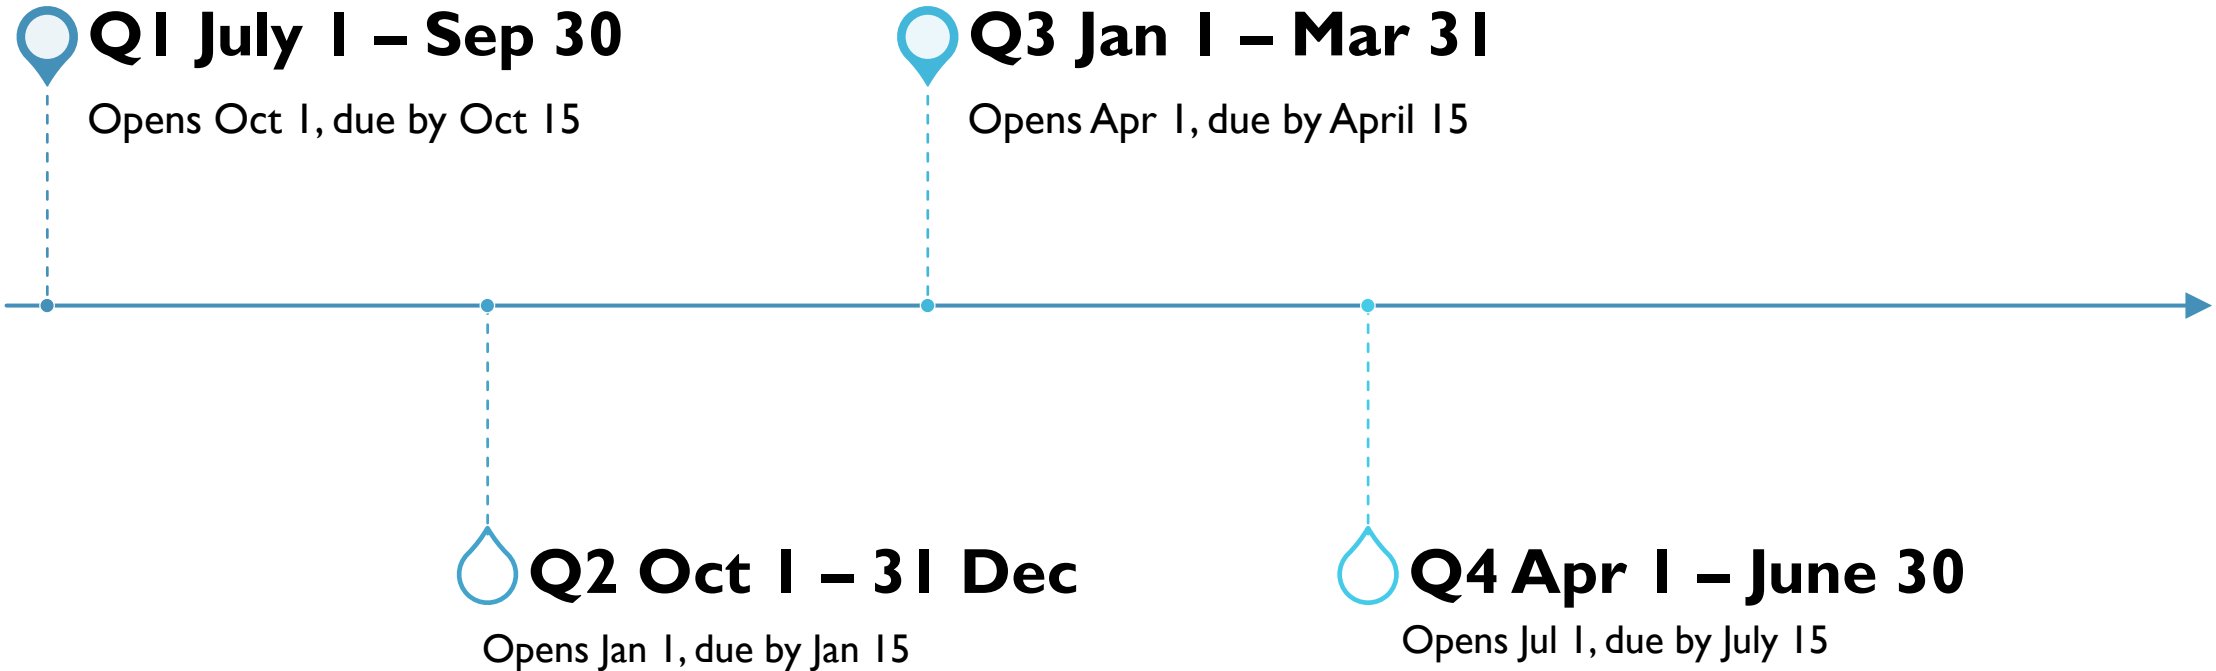 Q1 July 1 – Sep 30
Opens Oct 1, due by Oct 15
Q2 Oct 1 – 31 Dec
Opens Jan 1, due by Jan 15
Q3 Jan 1 – Mar 31
Opens Apr 1, due by April 15
Q4 Apr 1 – June 30
Opens Jul 1, due by July 15